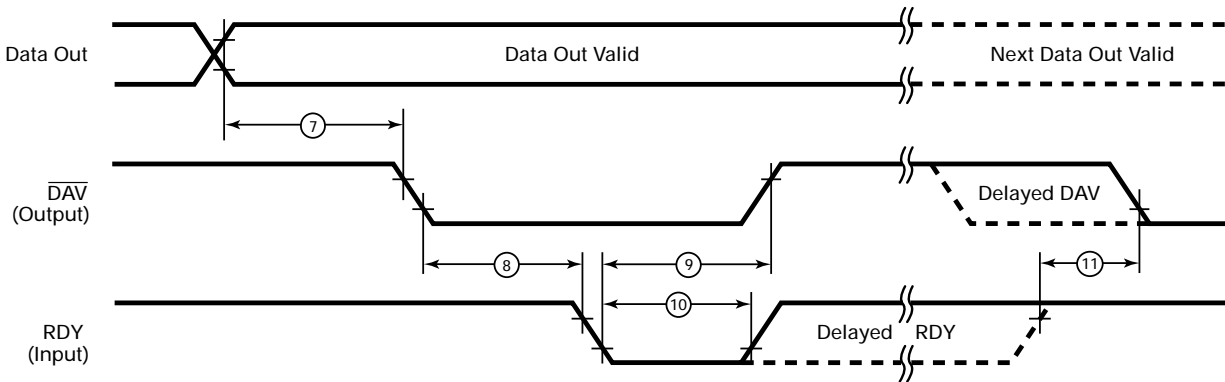 Data Out
Data Out Valid
Next Data Out Valid
7
DAV
(Output)
Delayed DAV
8
9
11
10
RDY
(Input)
Delayed RDY